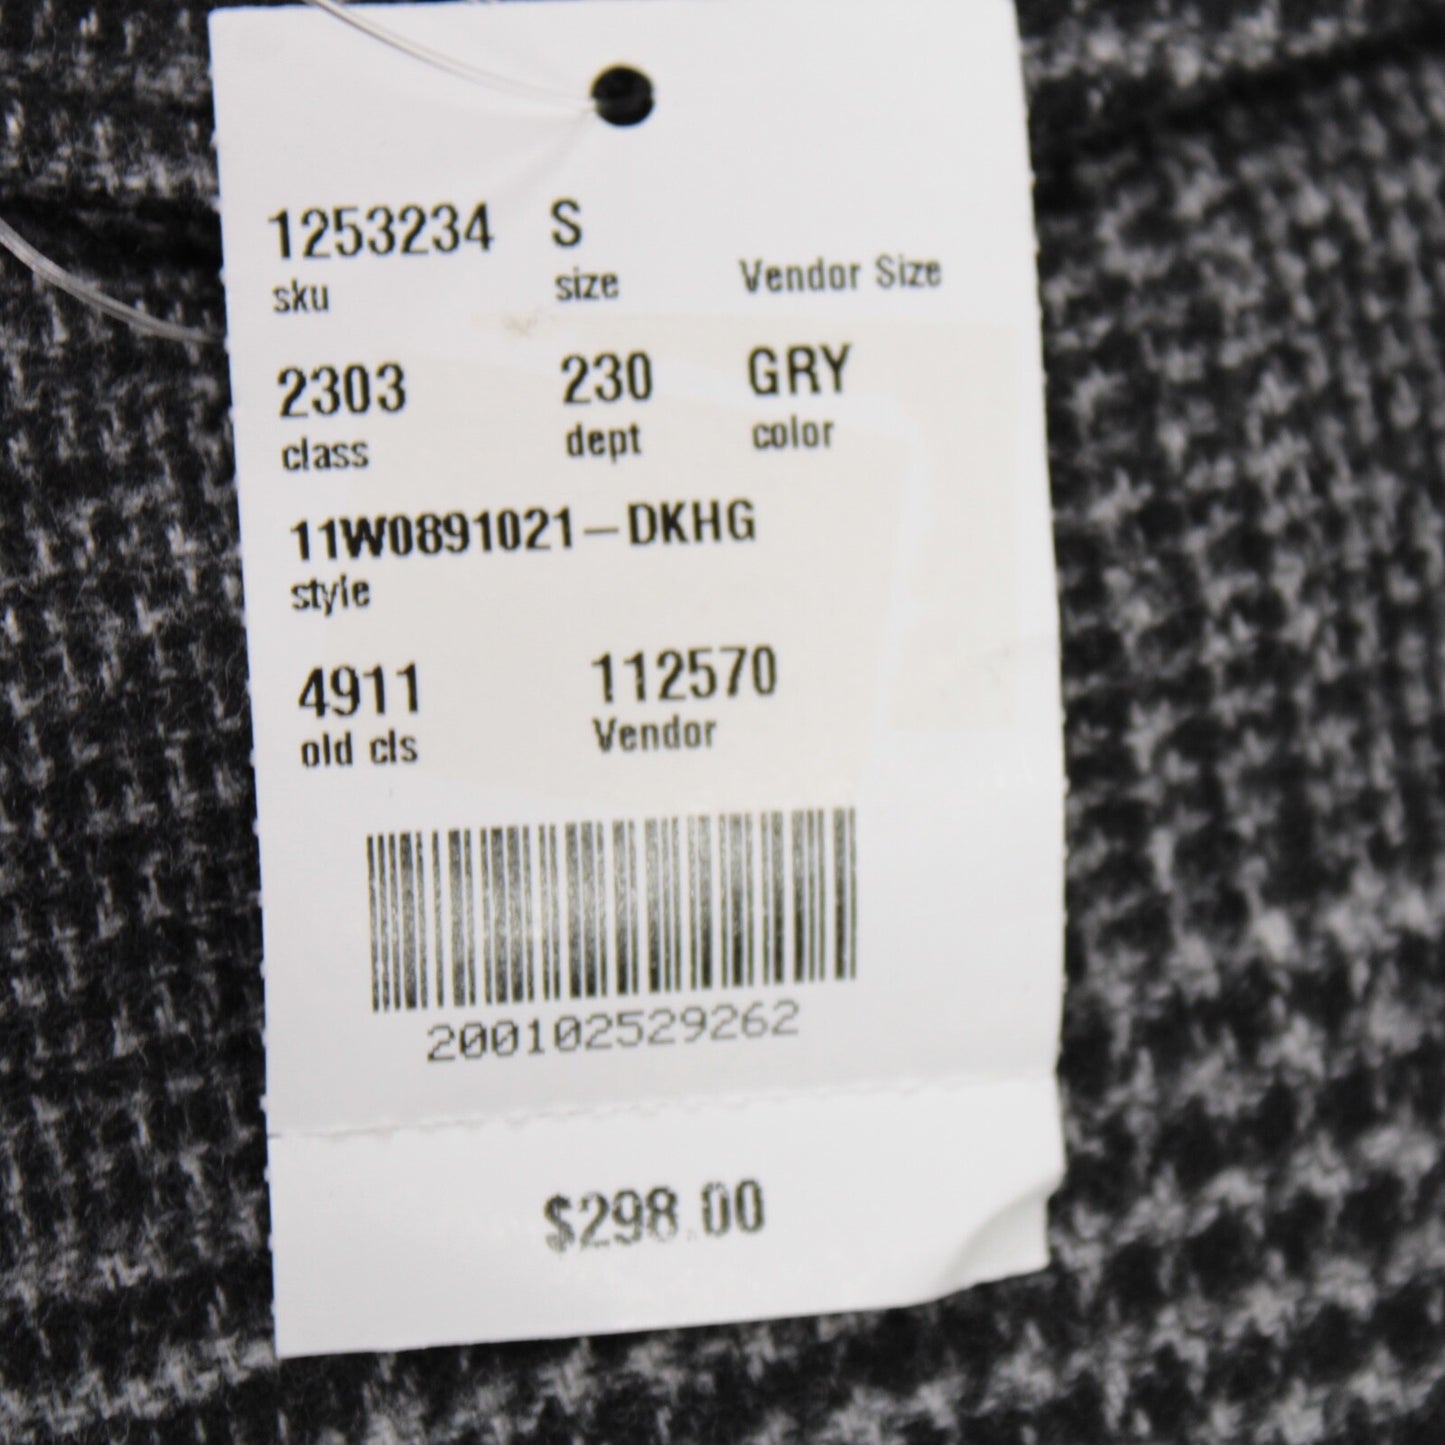 1253234 S
sku size Vendor Size
2303 230 GRY
class dept color
11W0891021-DKHG
style
4911 112570
old cls Vendor
200102529262
$298.00